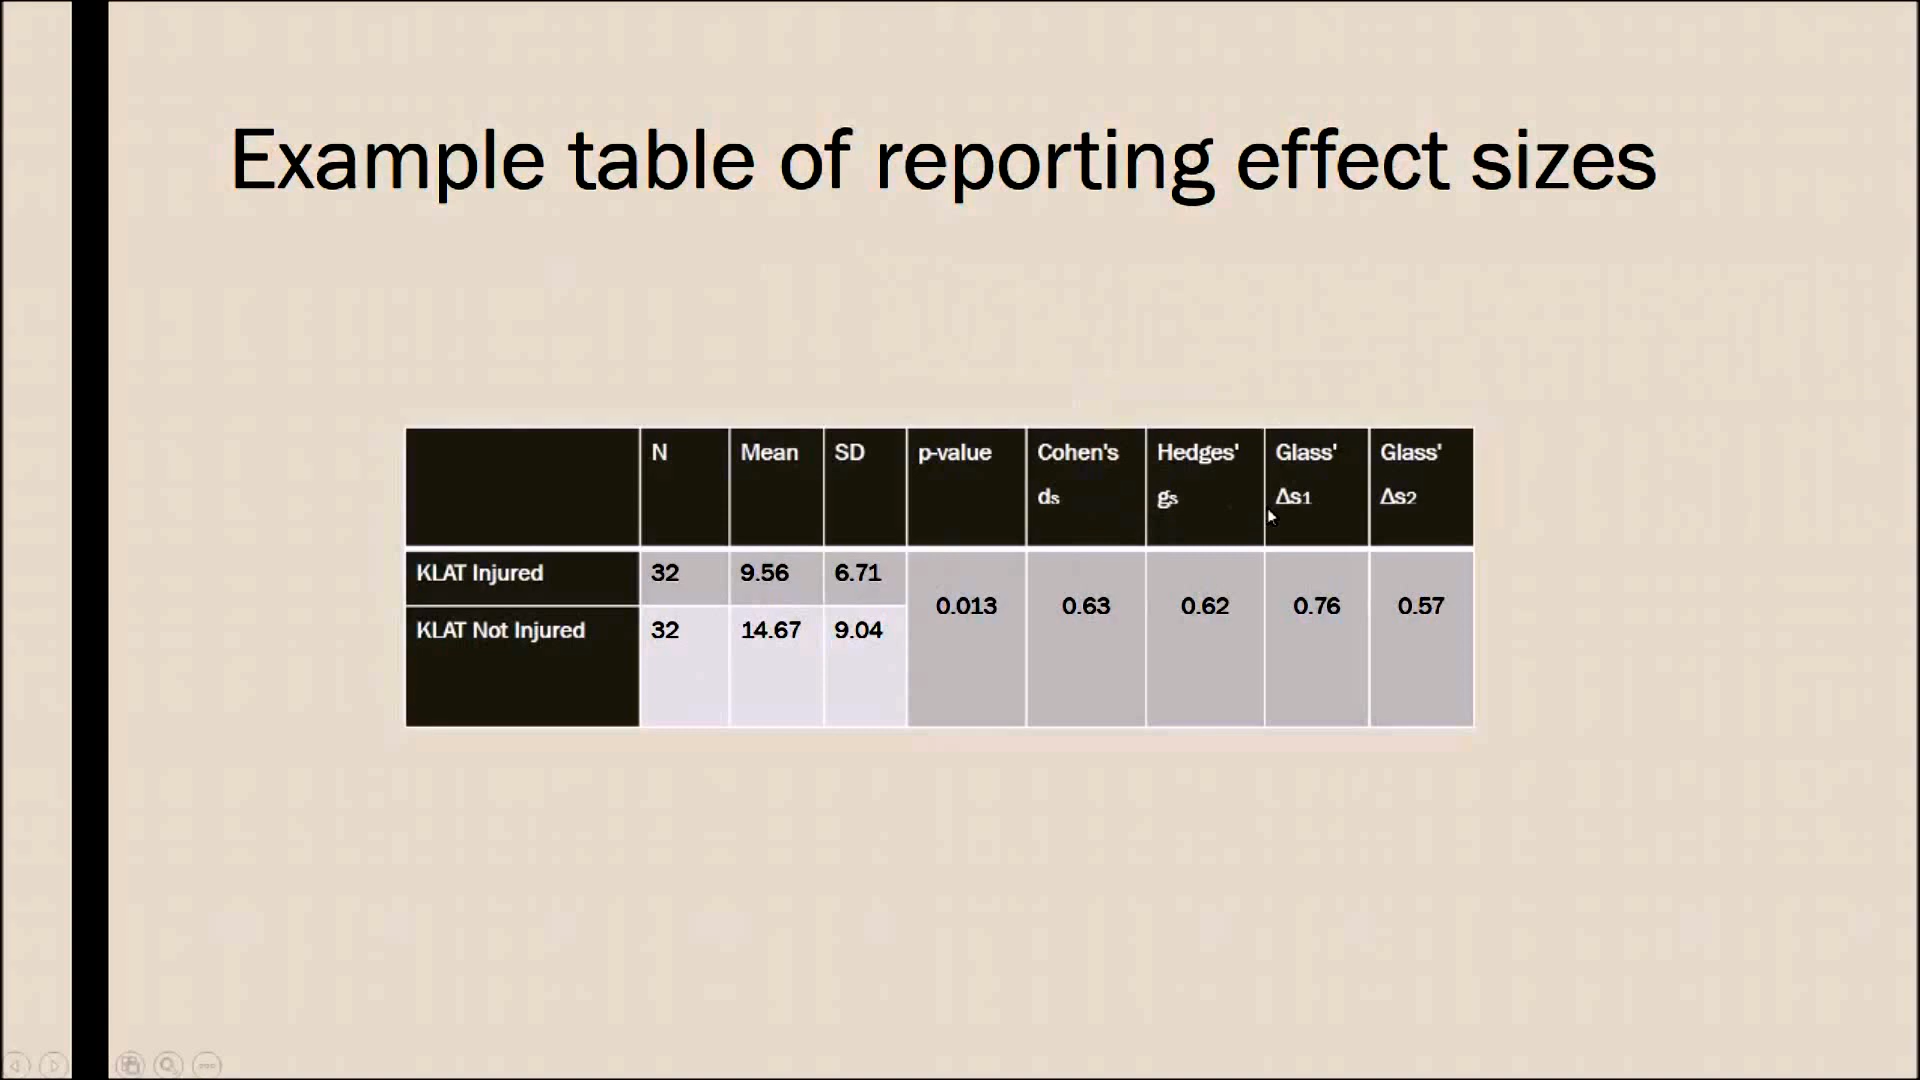 Example table of reporting effect sizes
N Mean SD p-value Cohen's ds Hedges' gs Glass' Δs1 Glass' Δs2
KLAT Injured 32 9.56 6.71 0.013 0.63 0.62 0.76 0.57
KLAT Not Injured 32 14.67 9.04